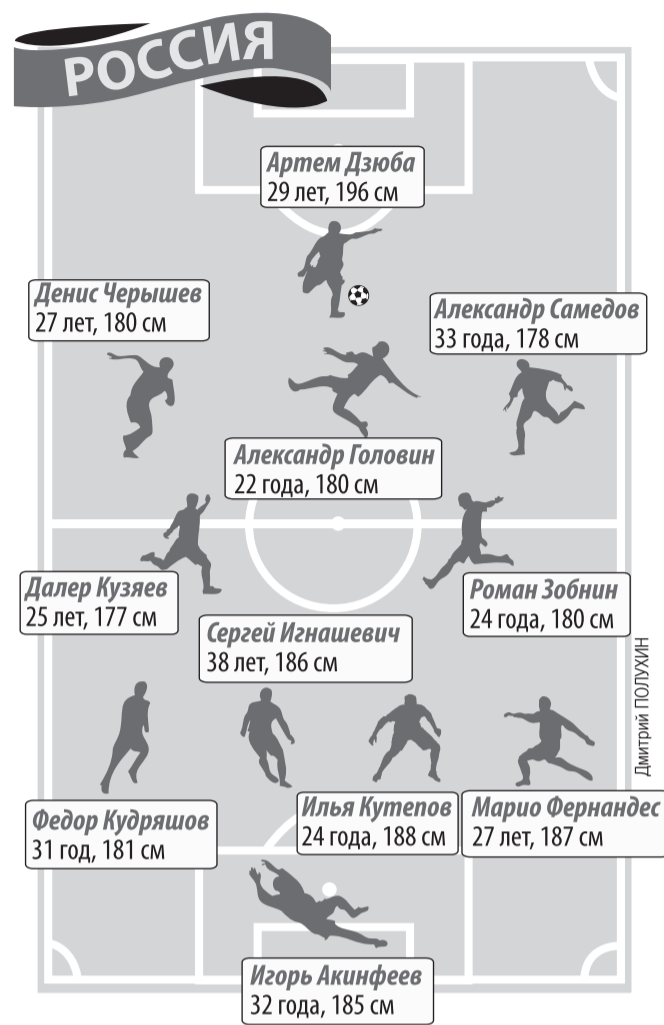 РОССИЯ
Артем Дзюба
29 лет, 196 см
Денис Черышев
27 лет, 180 см
Александр Самедов
33 года, 178 см
Александр Головин
22 года, 180 см
Далер Кузяев
25 лет, 177 см
Роман Зобнин
24 года, 180 см
Сергей Игнашевич
38 лет, 186 см
Дмитрий ПОЛУХИН
Федор Кудряшов
31 год, 181 см
Илья Кутепов
24 года, 188 см
Марио Фернандес
27 лет, 187 см
Игорь Акинфеев
32 года, 185 см